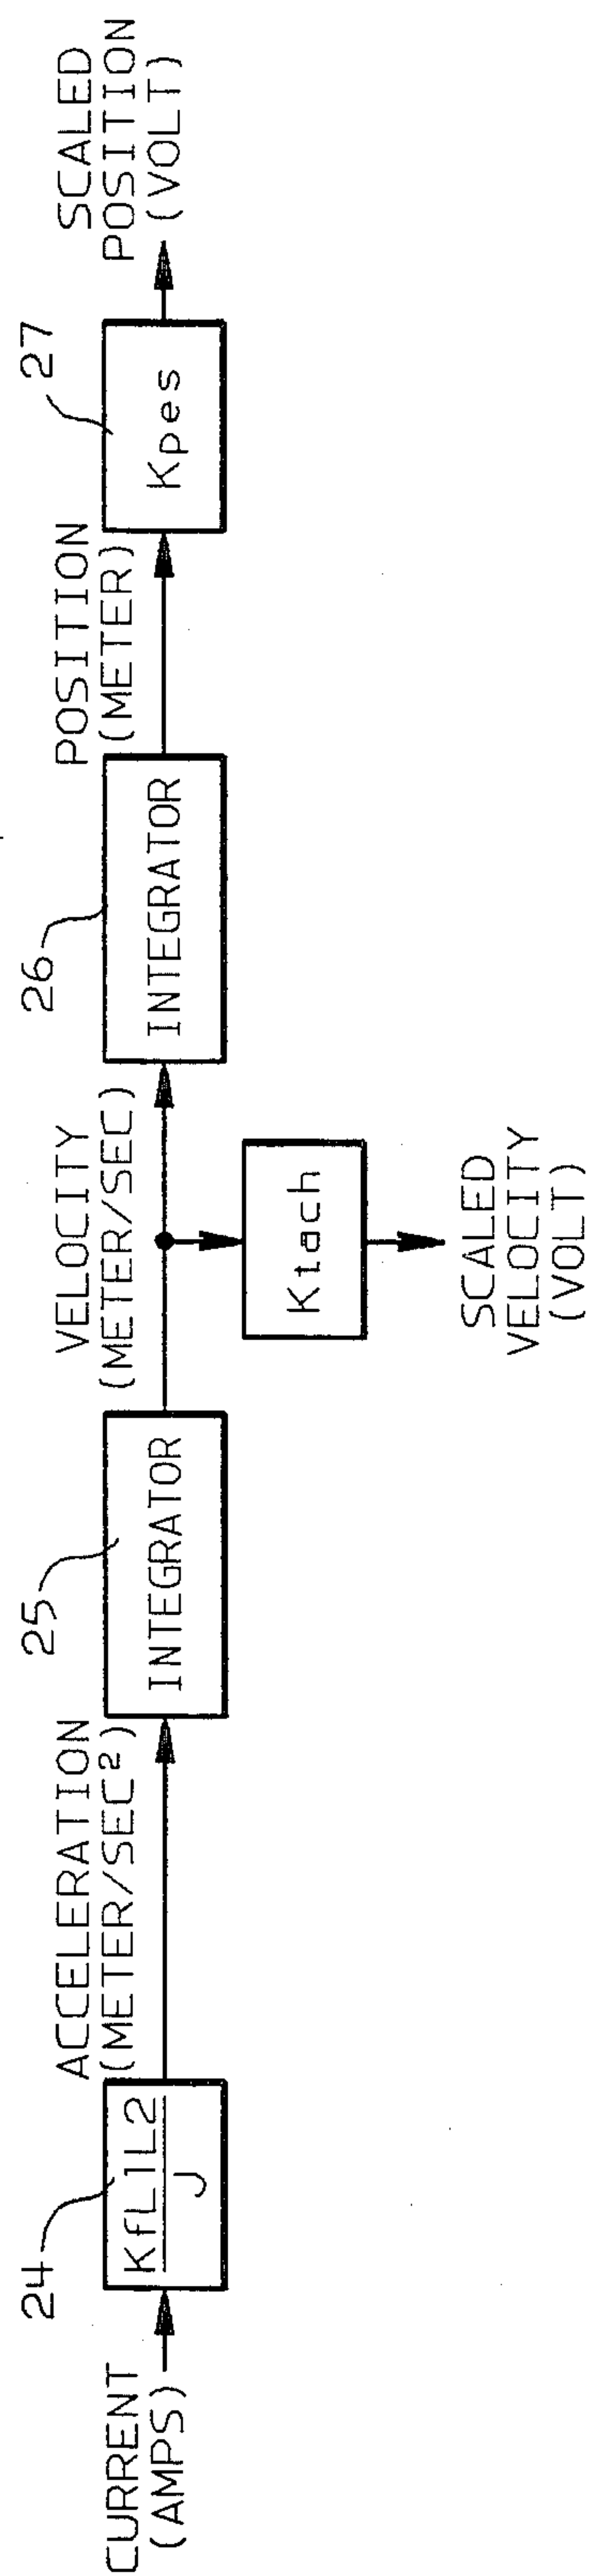 CURRENT
(AMPS)
24
KfL1L2
J
ACCELERATION
(METER/SEC²)
25
INTEGRATOR
VELOCITY
(METER/SEC)
Ktach
SCALED
VELOCITY
(VOLT)
26
INTEGRATOR
POSITION
(METER)
27
Kpes
SCALED
POSITION
(VOLT)